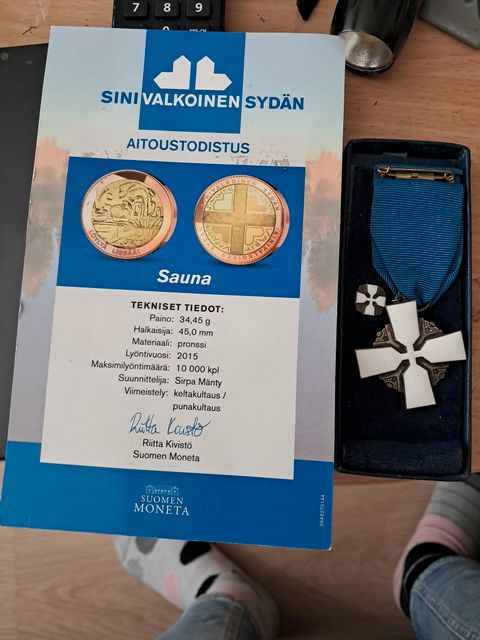 7 8 9
SINIVALKOINEN SYDÄN
AITOUSTODISTUS
LÖYLYÄ LISSÄÄ!
Sauna
TEKNISET TIEDOT:
Paino: 34,45 g
Halkaisija: 45,0 mm
Materiaali: pronssi
Lyöntivuosi: 2015
Maksimilyöntimäärä: 10 000 kpl
Suunnittelija: Sirpa Mänty
Viimeistely: keltakultaus /
punakultaus
Riitta Kivistö
Riitta Kivistö
Suomen Moneta
SUOMEN
MONETA